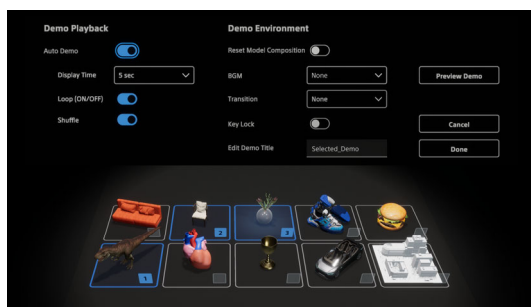 Demo Playback
Auto Demo
Display Time
5 sec
Loop (ON/OFF)
Shuffle
Demo Environment
Reset Model Composition
BGM
None
Transition
None
Key Lock
Edit Demo Title
Selected_Demo
Preview Demo
Cancel
Done
2
3
1